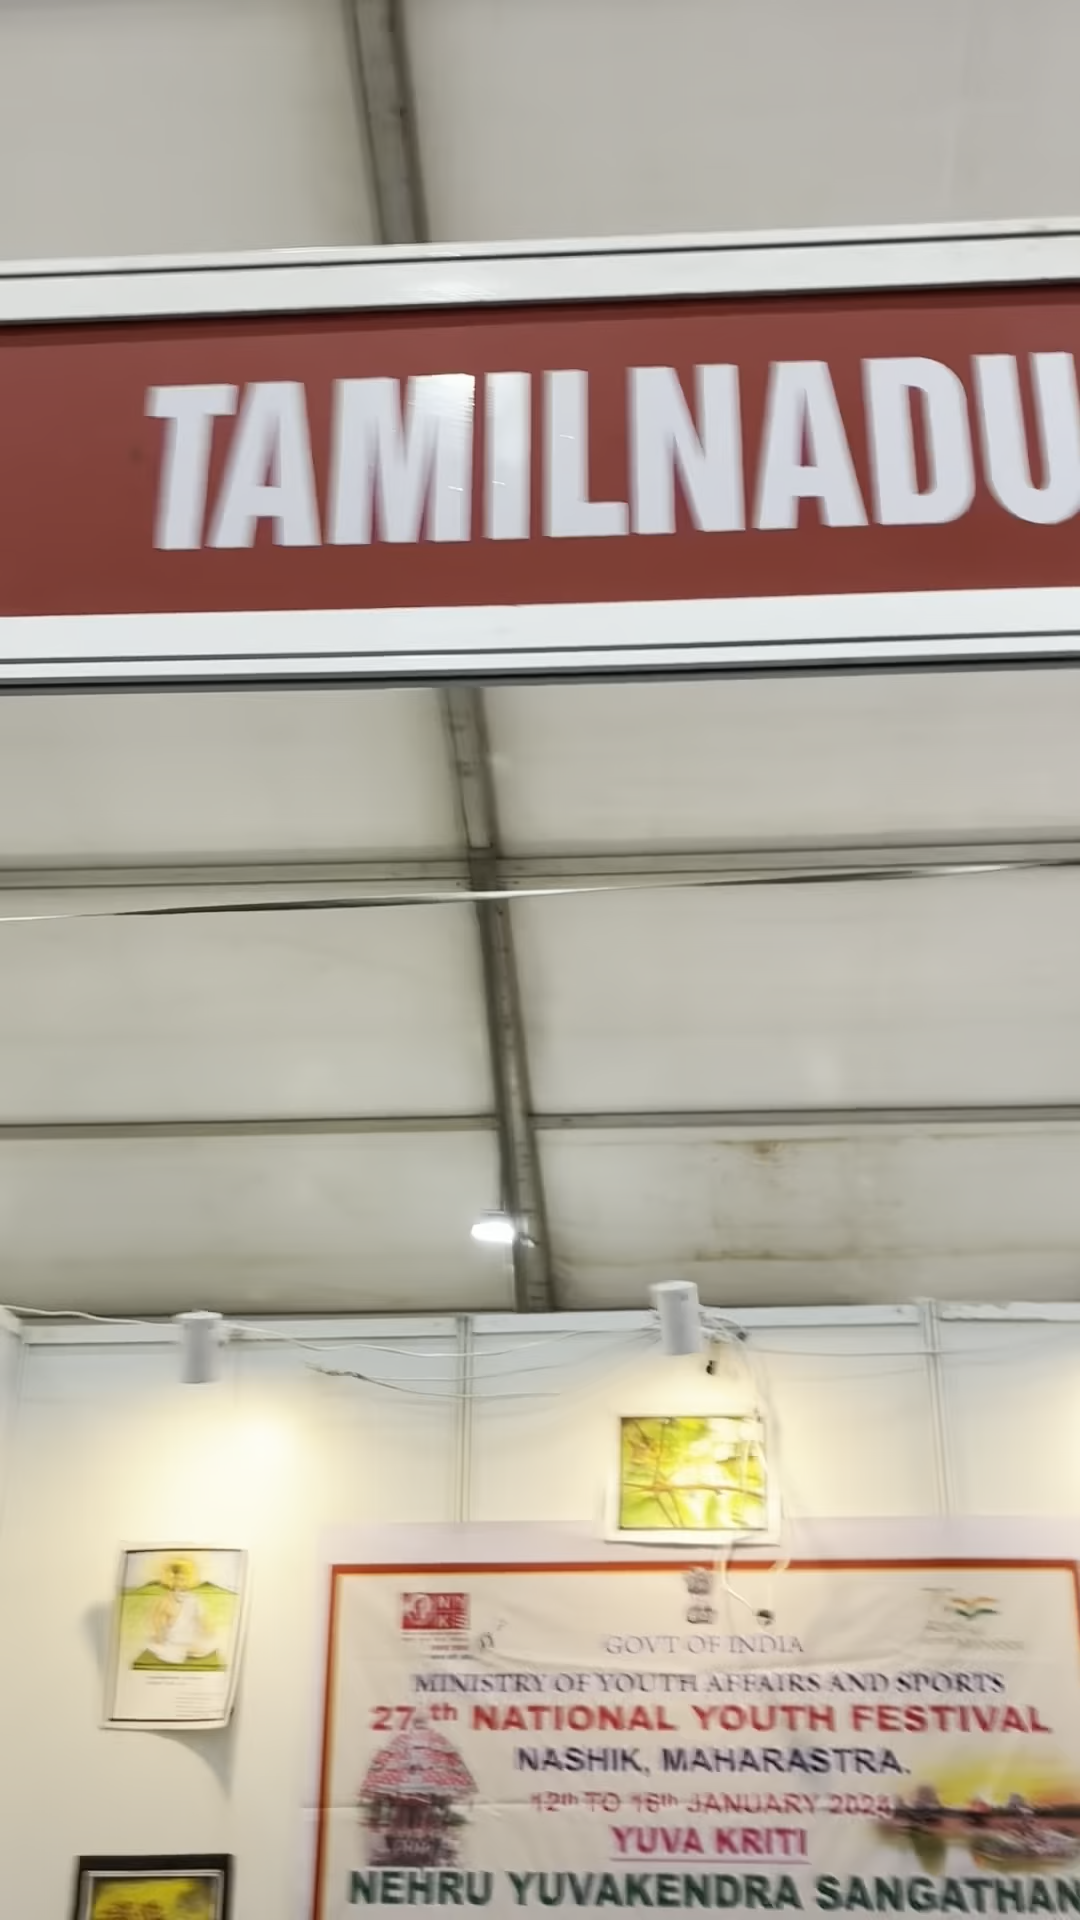 TAMILNADU
GOVT OF INDIA
MINISTRY OF YOUTH AFFAIRS AND SPORTS
27th NATIONAL YOUTH FESTIVAL
NASHIK, MAHARASTRA.
12th TO 16th JANUARY 2024
YUVA KRITI
NEHRU YUVAKENDRA SANGATHAN